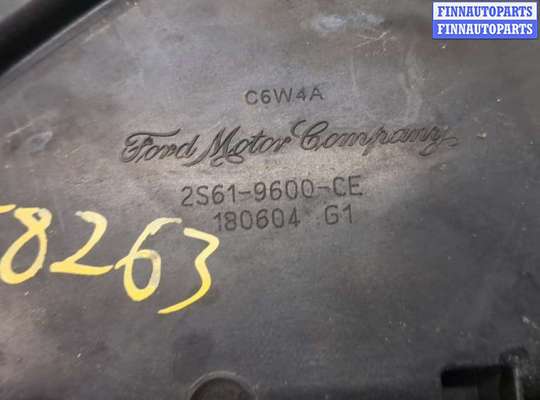 FINNAUTOPARTS
FINNAUTOPARTS
C6W4A
Ford Motor Company
2S61-9600-CE
180604 G1
8263